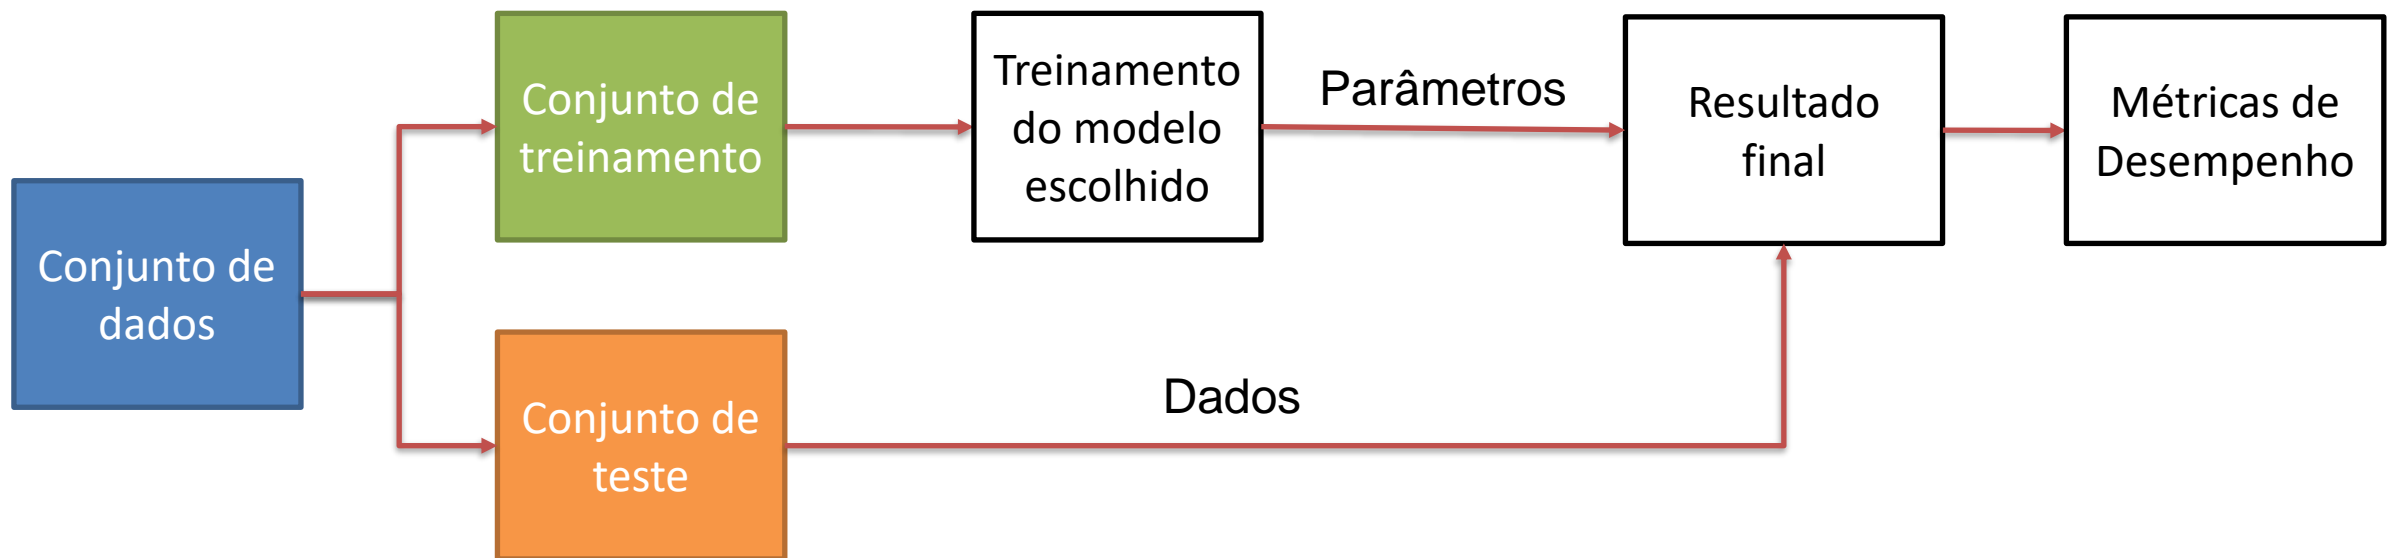 Conjunto de
dados
Conjunto de
treinamento
Treinamento
do modelo
escolhido
Parâmetros
Resultado
final
Métricas de
Desempenho
Conjunto de
teste
Dados